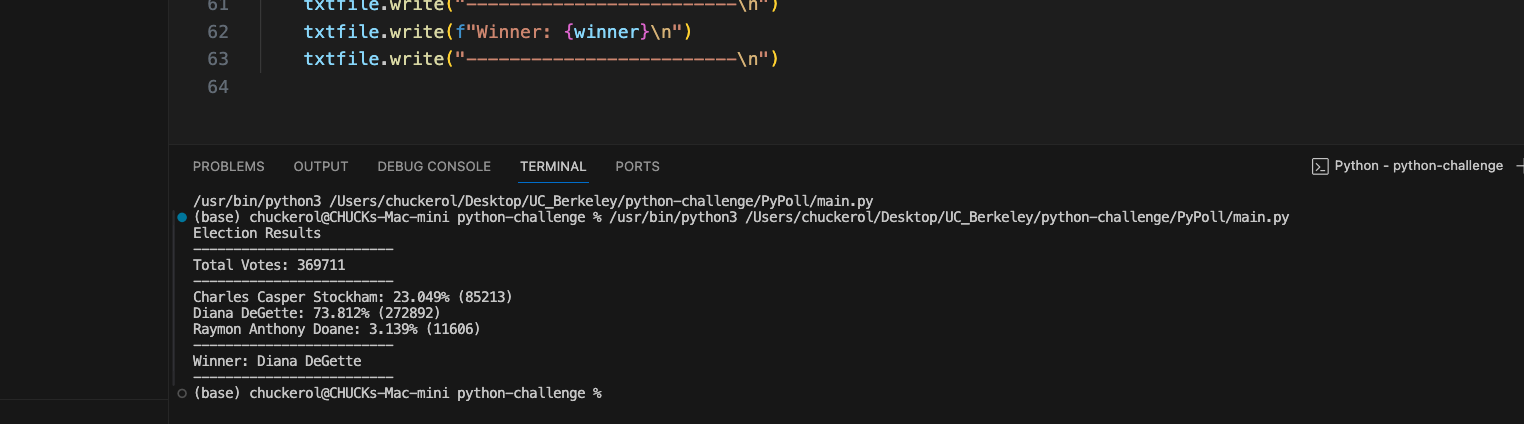 61 txtfile.write("-------------------------\n")
62 txtfile.write(f"Winner: {winner}\n")
63 txtfile.write("-------------------------\n")
64
PROBLEMS OUTPUT DEBUG CONSOLE TERMINAL PORTS Python - python-challenge
/usr/bin/python3 /Users/chuckerol/Desktop/UC_Berkeley/python-challenge/PyPoll/main.py
(base) chuckerol@CHUCKs-Mac-mini python-challenge % /usr/bin/python3 /Users/chuckerol/Desktop/UC_Berkeley/python-challenge/PyPoll/main.py
Election Results
-------------------------
Total Votes: 369711
-------------------------
Charles Casper Stockham: 23.049% (85213)
Diana DeGette: 73.812% (272892)
Raymon Anthony Doane: 3.139% (11606)
-------------------------
Winner: Diana DeGette
-------------------------
(base) chuckerol@CHUCKs-Mac-mini python-challenge %